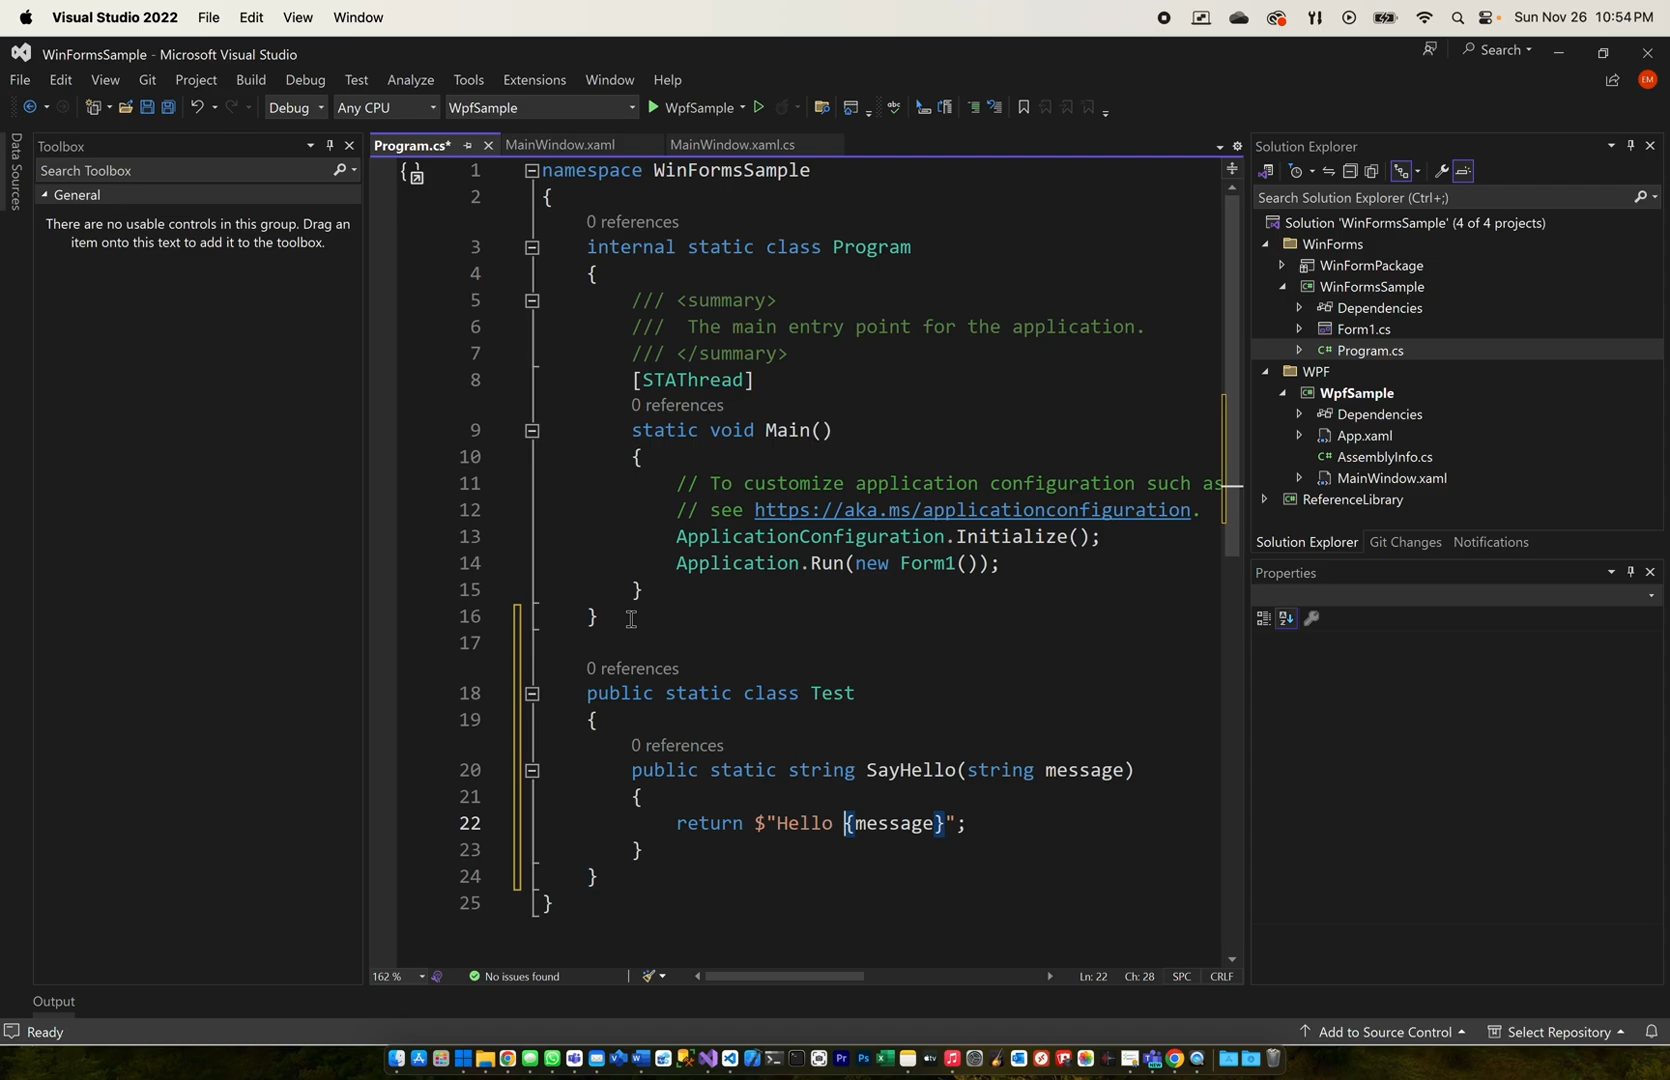 Visual Studio 2022 File Edit View Window Sun Nov 26 10:54 PM
WinFormsSample - Microsoft Visual Studio Search EM
File Edit View Git Project Build Debug Test Analyze Tools Extensions Window Help
Debug Any CPU WpfSample WpfSample abc
Data Sources
Toolbox
Search Toolbox
General
There are no usable controls in this group. Drag an
item onto this text to add it to the toolbox.
Program.cs* MainWindow.xaml MainWindow.xaml.cs
1 namespace WinFormsSample
2 {
0 references
3 internal static class Program
4 {
5 /// <summary>
6 /// The main entry point for the application.
7 /// </summary>
8 [STAThread]
0 references
9 static void Main()
10 {
11 // To customize application configuration such as
12 // see https://aka.ms/applicationconfiguration.
13 ApplicationConfiguration.Initialize();
14 Application.Run(new Form1());
15 }
16 }
17
0 references
18 public static class Test
19 {
0 references
20 public static string SayHello(string message)
21 {
22 return $"Hello {message}";
23 }
24 }
25 }
162 % No issues found Ln: 22 Ch: 28 SPC CRLF
Solution Explorer
Search Solution Explorer (Ctrl+;)
Solution 'WinFormsSample' (4 of 4 projects)
WinForms
WinFormPackage
C# WinFormsSample
Dependencies
Form1.cs
C# Program.cs
WPF
C# WpfSample
Dependencies
App.xaml
C# AssemblyInfo.cs
MainWindow.xaml
C# ReferenceLibrary
Solution Explorer Git Changes Notifications
Properties
Output
Ready Add to Source Control Select Repository